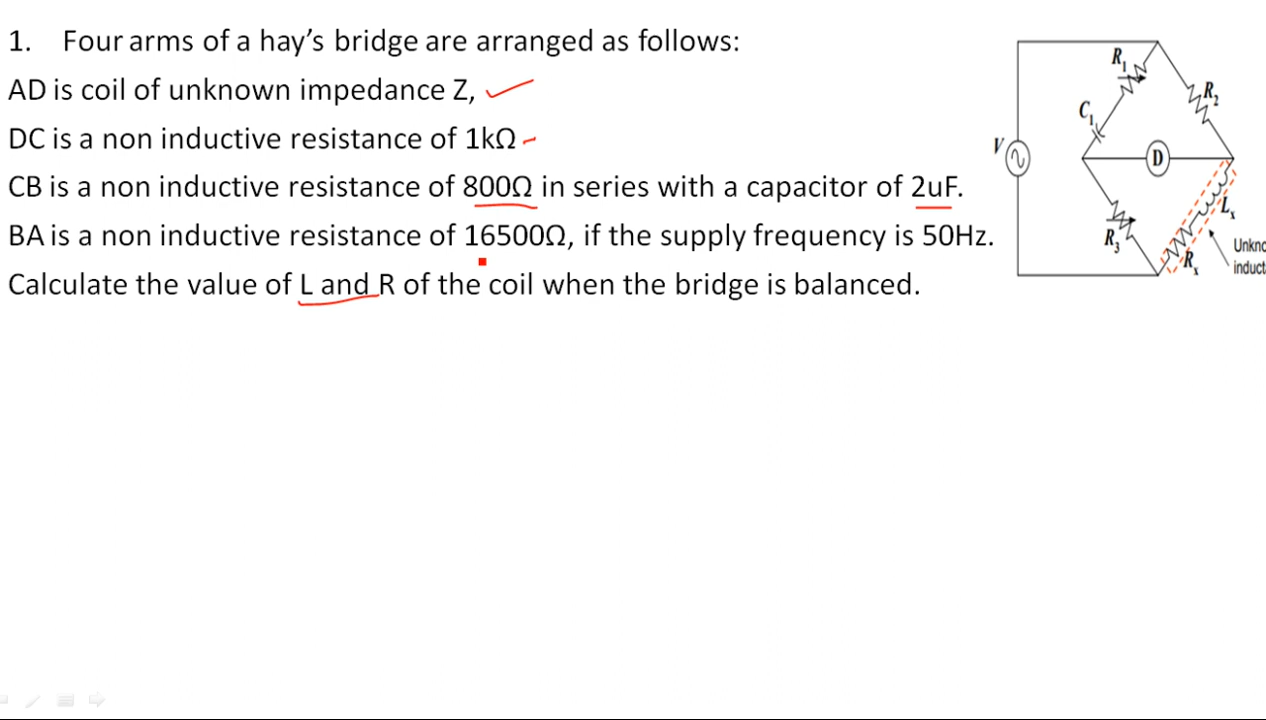 1. Four arms of a hay's bridge are arranged as follows:
AD is coil of unknown impedance Z,
DC is a non inductive resistance of 1kΩ
CB is a non inductive resistance of 800Ω in series with a capacitor of 2uF.
BA is a non inductive resistance of 16500Ω, if the supply frequency is 50Hz.
Calculate the value of L and R of the coil when the bridge is balanced.
R1
R2
C1
V
D
Lx
R3
Rx
Unkno
induct